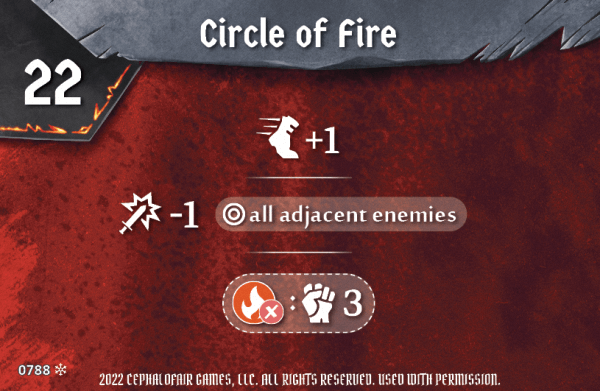 Circle of Fire
22
+1
-1 all adjacent enemies
: 3
0788
2022 CEPHALOFAIR GAMES, LLC. ALL RIGHTS RESERVED. USED WITH PERMISSION.